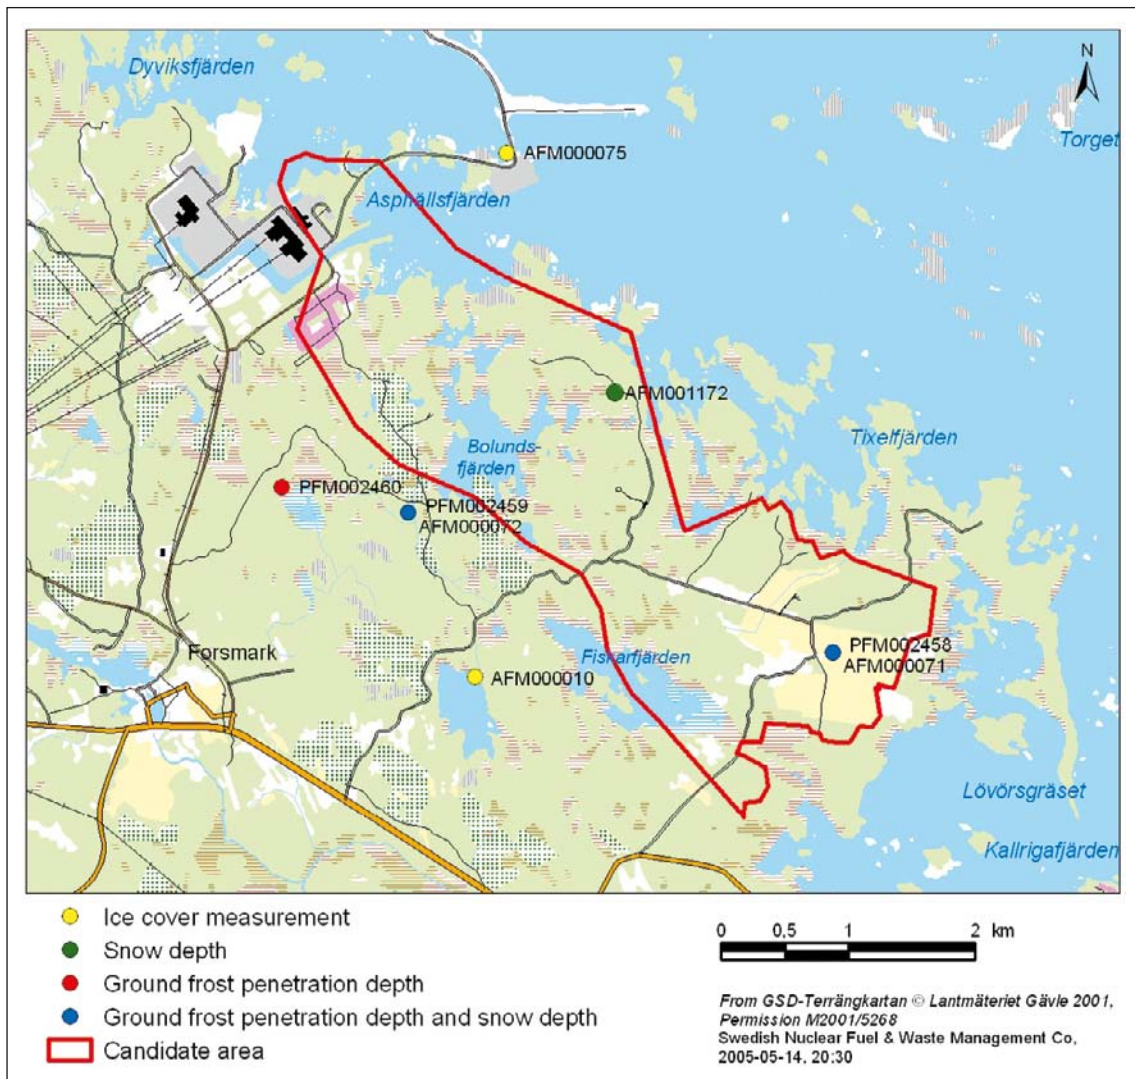 Dyviksfjärden
N
Torget
AFM000075
Asphällsfjärden
AFM001172
Tixelfjärden
Bolunds-
fjärden
PFM002460
PFM002459
AFM000072
Forsmark
Fiskarfjärden
PFM002458
AFM000071
AFM000010
Lövörsgräset
Kallrigafjärden
Ice cover measurement
Snow depth
Ground frost penetration depth
Ground frost penetration depth and snow depth
Candidate area
0 0,5 1 2 km
From GSD-Terrängkartan © Lantmäteriet Gävle 2001,
Permission M2001/5268
Swedish Nuclear Fuel & Waste Management Co,
2005-05-14, 20:30